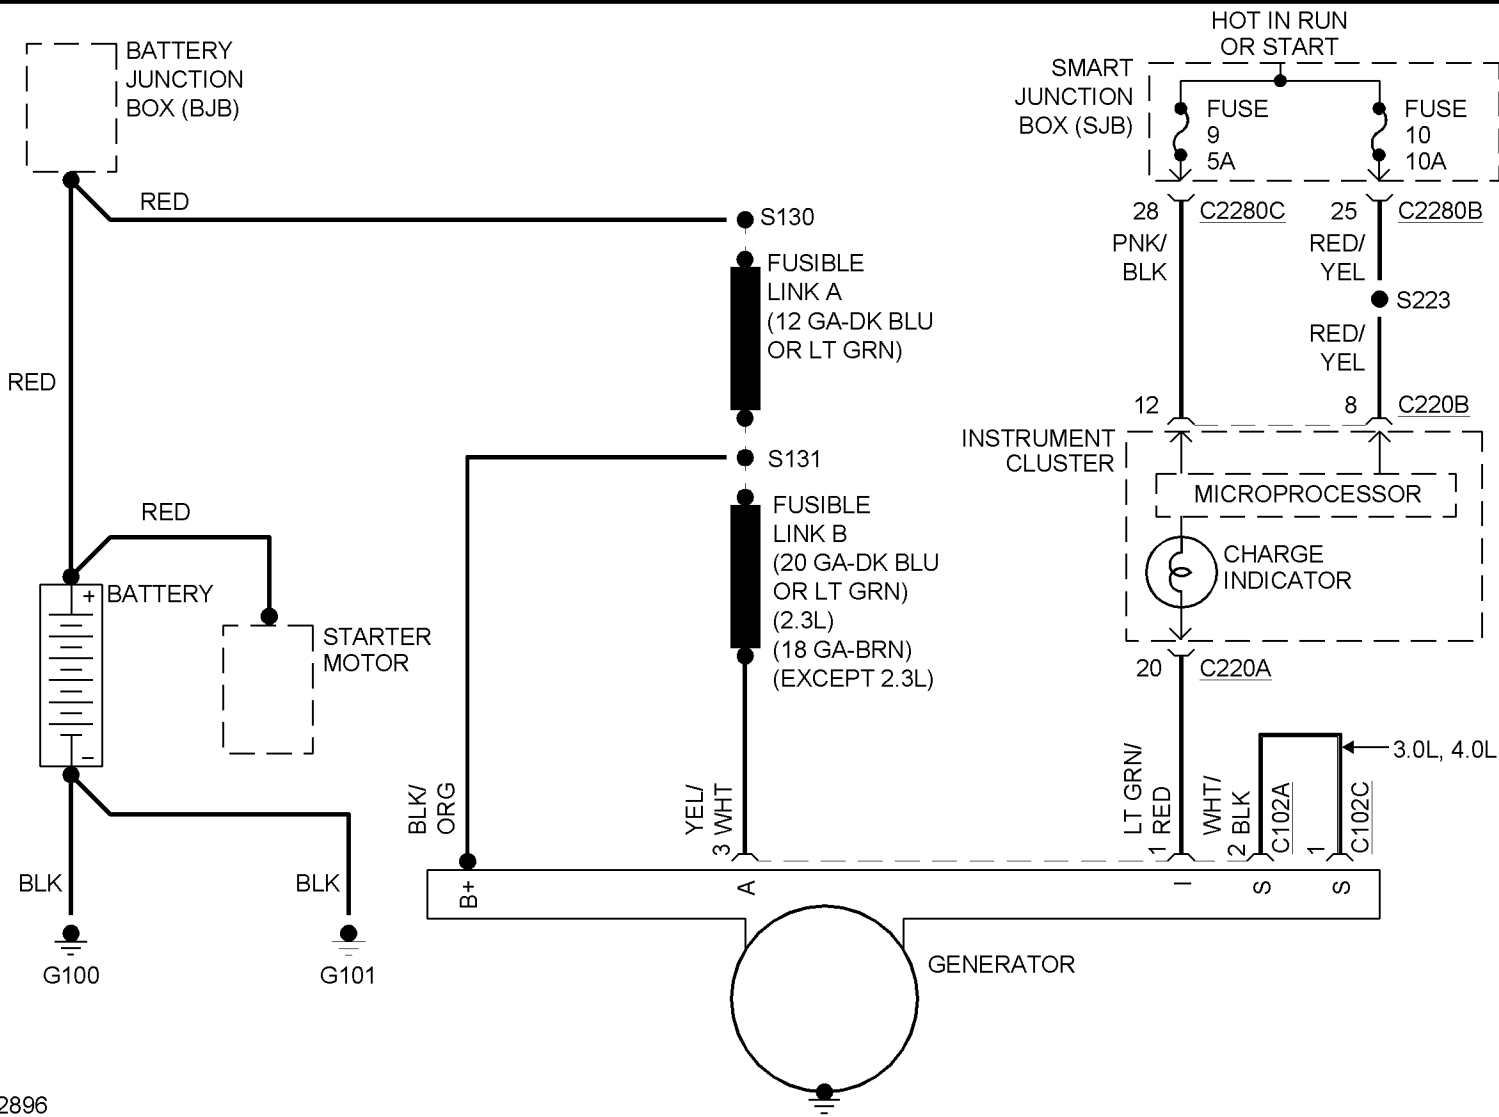 HOT IN RUN
OR START
BATTERY
JUNCTION
BOX (BJB)
SMART
JUNCTION
BOX (SJB)
FUSE
9
5A
FUSE
10
10A
RED
S130
28
C2280C
25
C2280B
PNK/
BLK
RED/
YEL
FUSIBLE
LINK A
(12 GA-DK BLU
OR LT GRN)
S223
RED/
YEL
RED
12
8
C220B
S131
INSTRUMENT
CLUSTER
MICROPROCESSOR
RED
FUSIBLE
LINK B
(20 GA-DK BLU
OR LT GRN)
(2.3L)
(18 GA-BRN)
(EXCEPT 2.3L)
CHARGE
INDICATOR
+
BATTERY
–
STARTER
MOTOR
20
C220A
3.0L, 4.0L
BLK/
ORG
YEL/
WHT
3
LT GRN/
RED
1
WHT/
BLK
2
C102A
1
C102C
BLK
BLK
B+
A
I
S
S
G100
G101
GENERATOR
2896